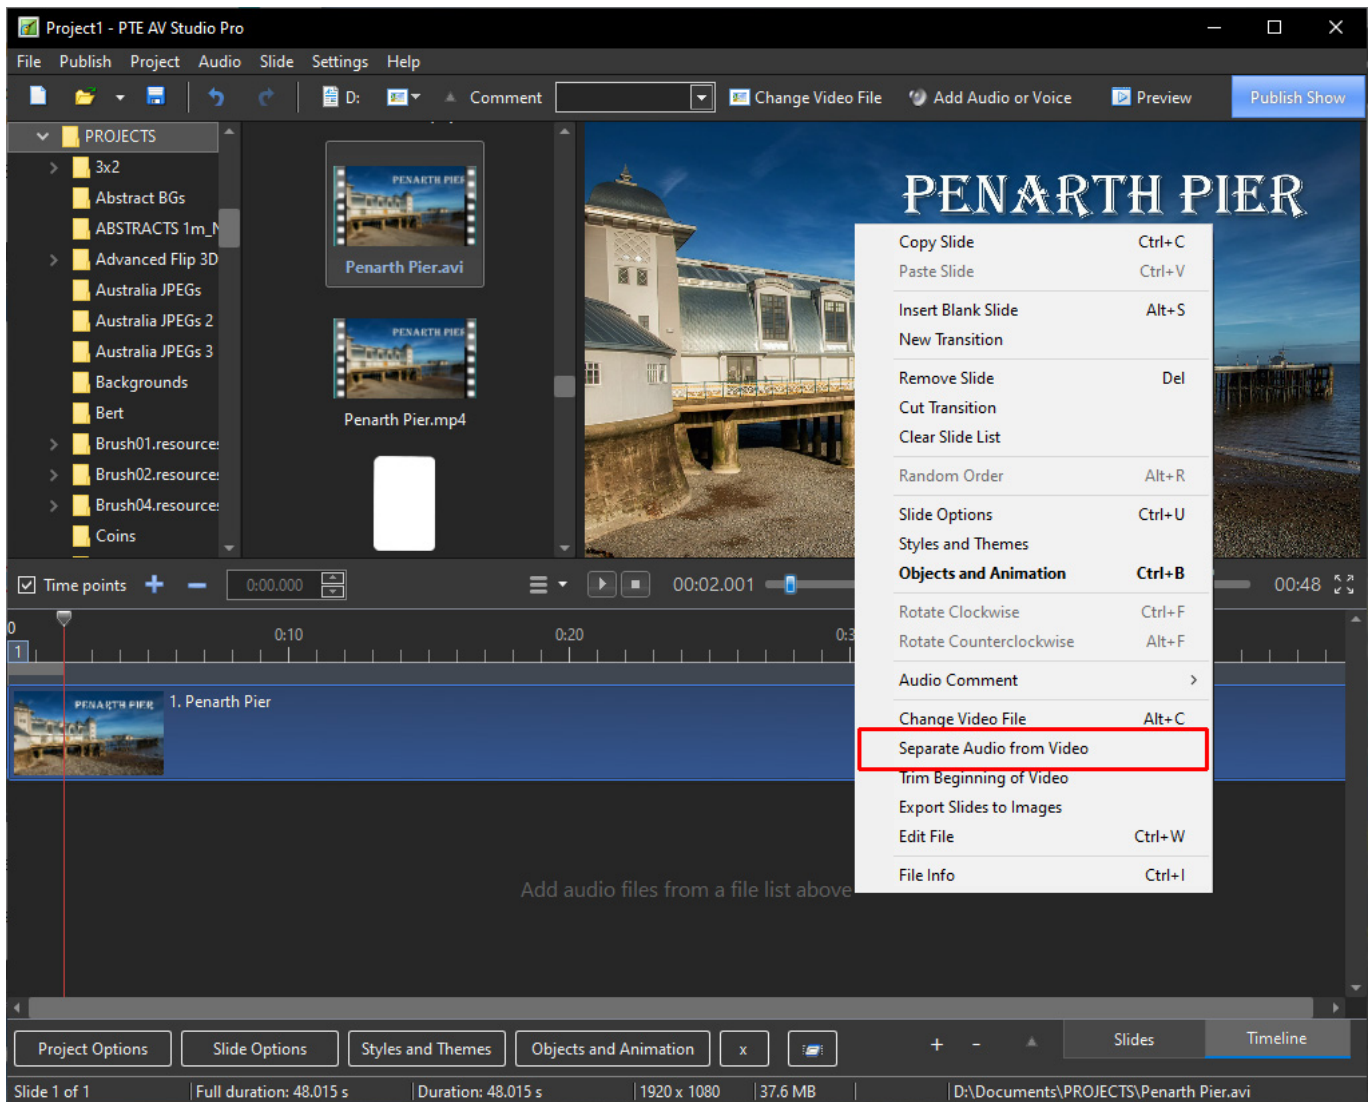 Project1 - PTE AV Studio Pro
File Publish Project Audio Slide Settings Help
D: Comment Change Video File Add Audio or Voice Preview Publish Show
PROJECTS
3x2
Abstract BGs
ABSTRACTS 1m_N
Advanced Flip 3D
Australia JPEGs
Australia JPEGs 2
Australia JPEGs 3
Backgrounds
Bert
Brush01.resources
Brush02.resources
Brush04.resources
Coins
PENARTH PIER
Penarth Pier.avi
PENARTH PIER
Penarth Pier.mp4
PENARTH PIER
Copy Slide Ctrl+C
Paste Slide Ctrl+V
Insert Blank Slide Alt+S
New Transition
Remove Slide Del
Cut Transition
Clear Slide List
Random Order Alt+R
Slide Options Ctrl+U
Styles and Themes
Objects and Animation Ctrl+B
Rotate Clockwise Ctrl+F
Rotate Counterclockwise Alt+F
Audio Comment
Change Video File Alt+C
Separate Audio from Video
Trim Beginning of Video
Export Slides to Images
Edit File Ctrl+W
File Info Ctrl+I
Time points 0:00.000 00:02.001 00:48
0 0:10 0:20 0:3
1
PENARTH PIER
1. Penarth Pier
Add audio files from a file list above
Project Options Slide Options Styles and Themes Objects and Animation x + - Slides Timeline
Slide 1 of 1 Full duration: 48.015 s Duration: 48.015 s 1920 x 1080 37.6 MB D:\Documents\PROJECTS\Penarth Pier.avi